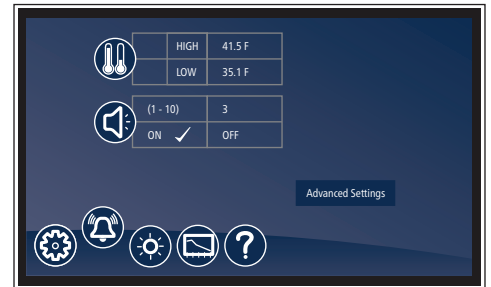 HIGH 41.5 F
LOW 35.1 F
(1 - 10) 3
ON ✓ OFF
Advanced Settings
?